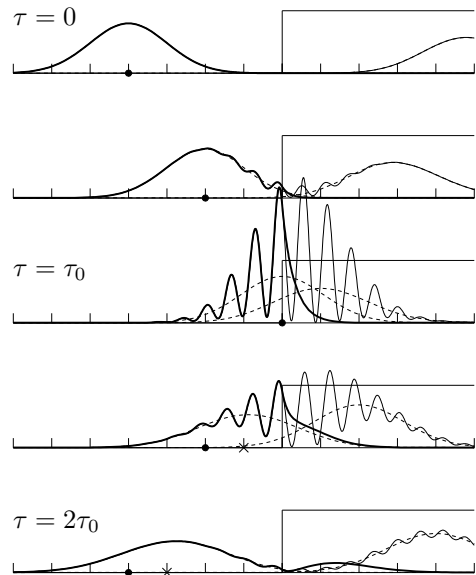 τ = 0
τ = τ₀
τ = 2τ₀